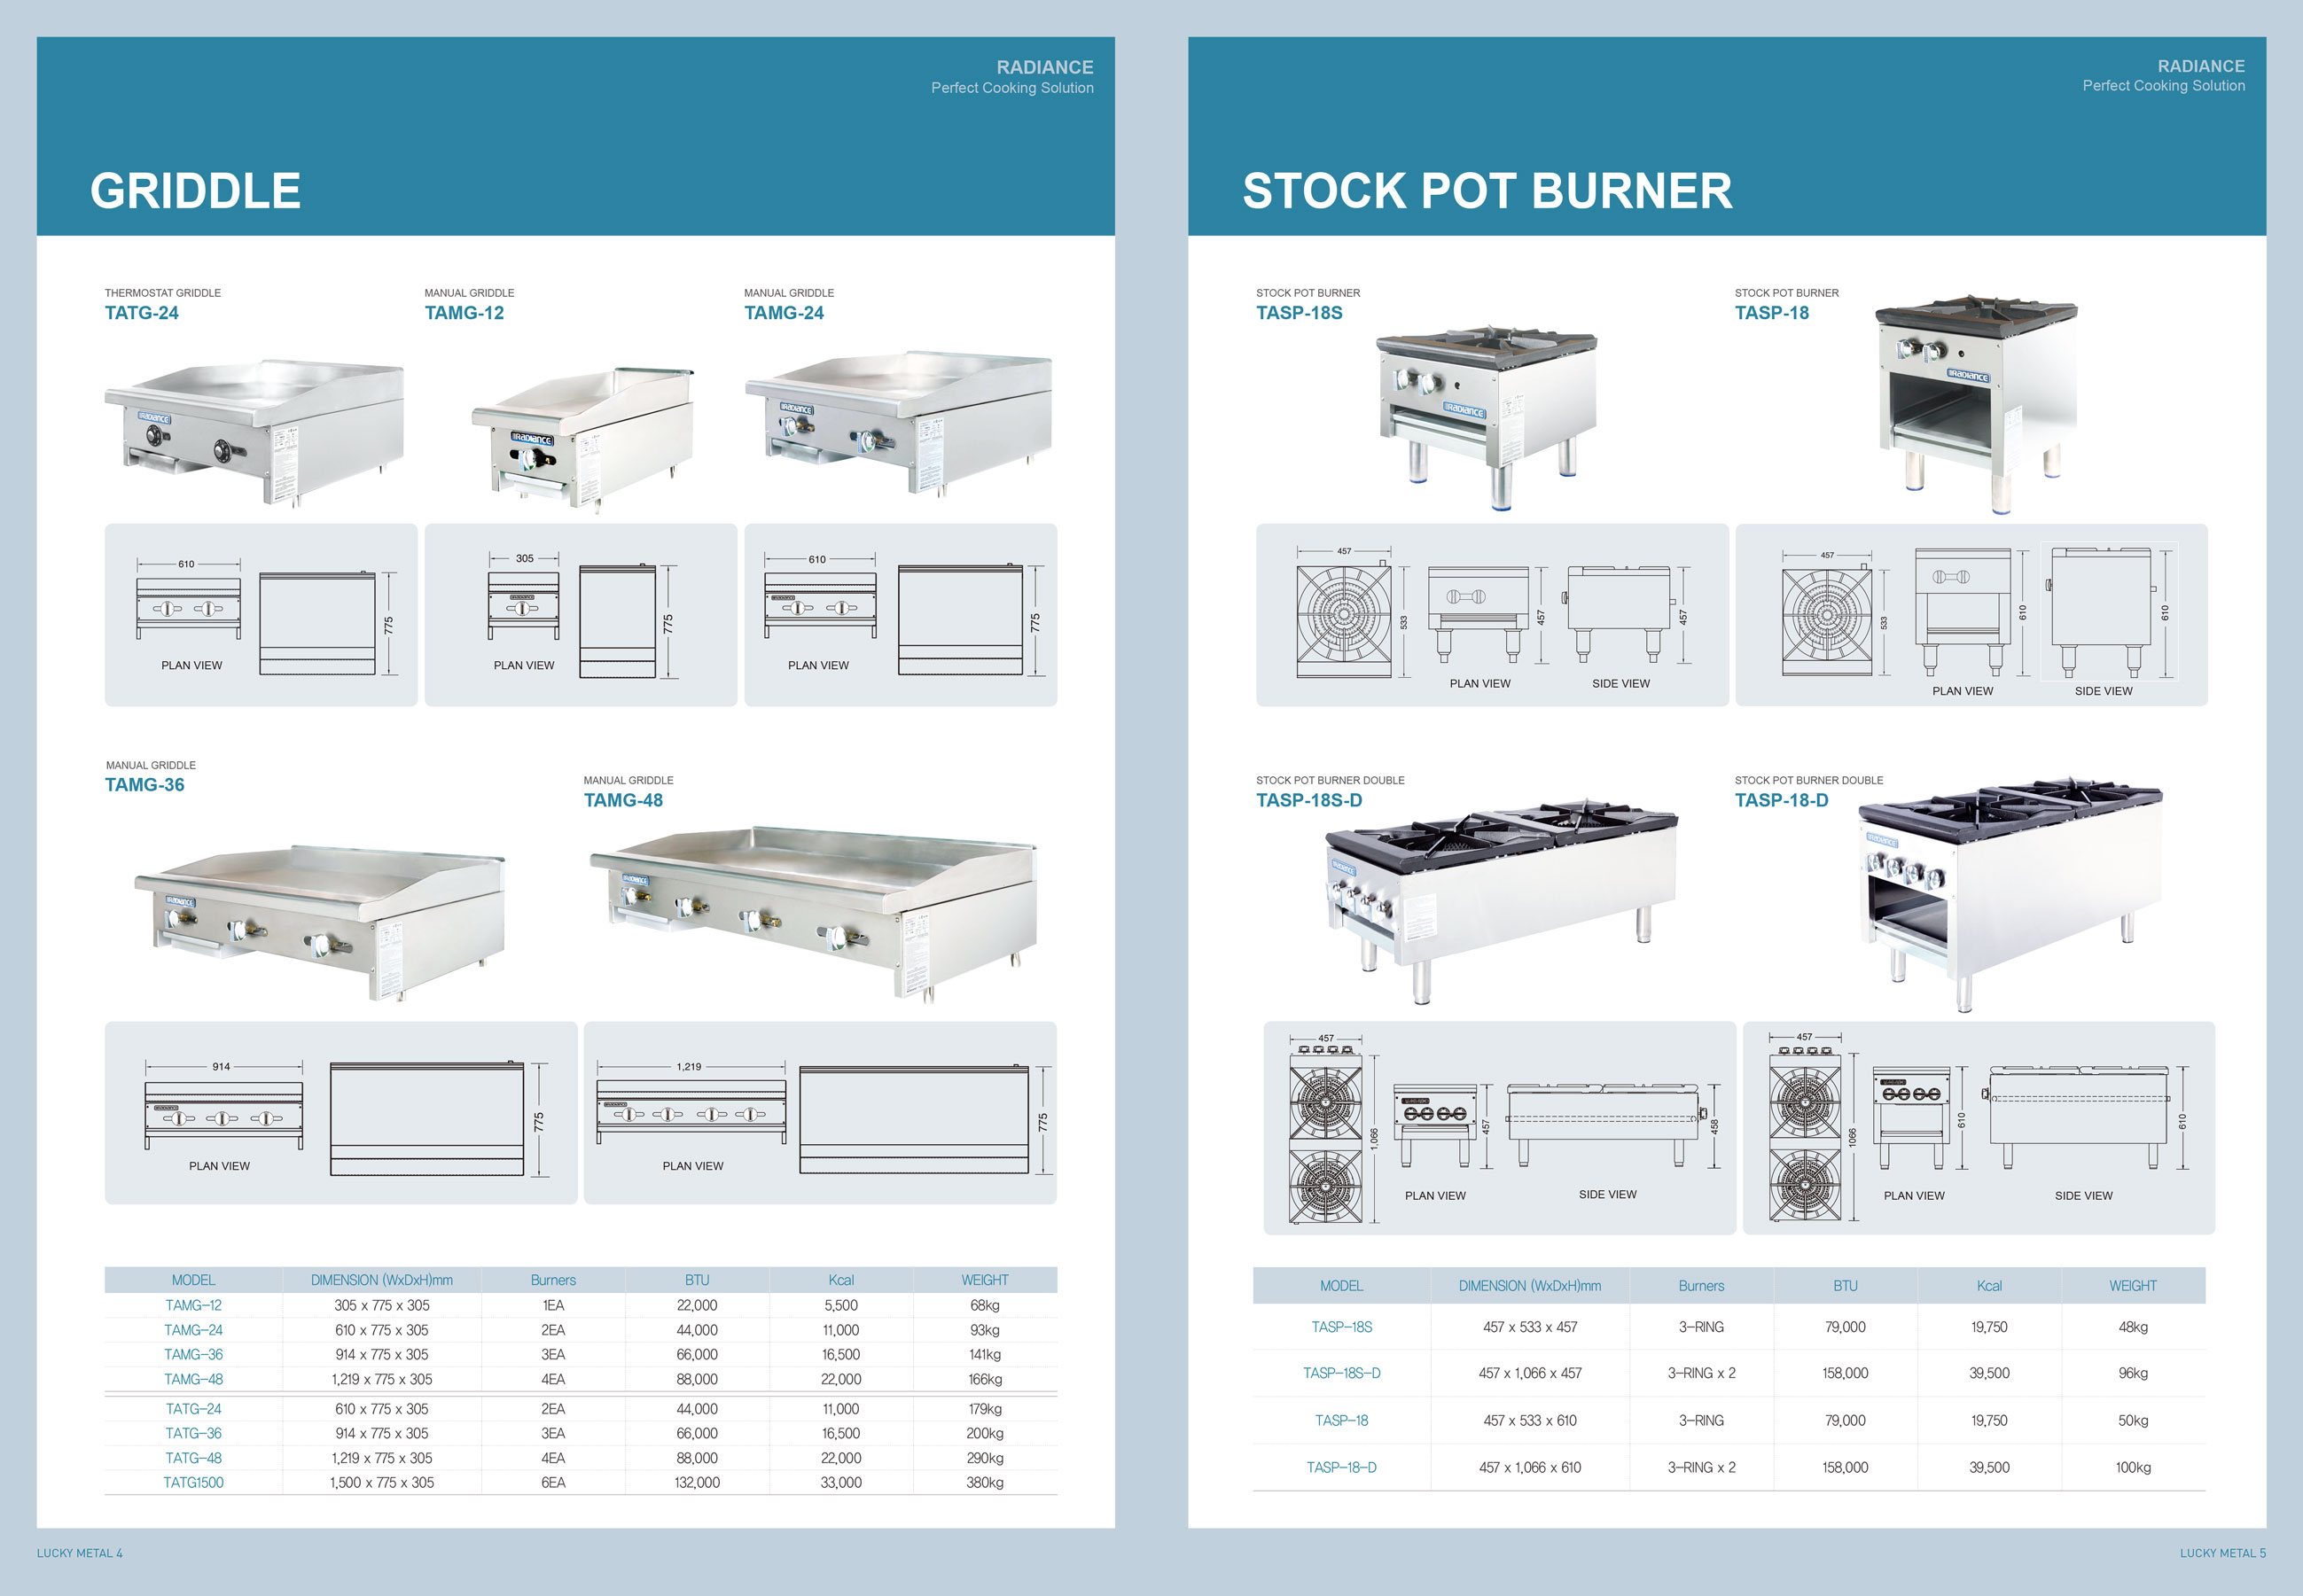 RADIANCE
Perfect Cooking Solution
GRIDDLE
THERMOSTAT GRIDDLE
TATG-24
MANUAL GRIDDLE
TAMG-12
MANUAL GRIDDLE
TAMG-24
RADIANCE
RADIANCE
RADIANCE
610
775
PLAN VIEW
305
775
PLAN VIEW
610
775
PLAN VIEW
MANUAL GRIDDLE
TAMG-36
MANUAL GRIDDLE
TAMG-48
RADIANCE
RADIANCE
914
775
PLAN VIEW
1,219
775
PLAN VIEW
MODEL DIMENSION (WxDxH)mm Burners BTU Kcal WEIGHT
TAMG-12 305 x 775 x 305 1EA 22,000 5,500 68kg
TAMG-24 610 x 775 x 305 2EA 44,000 11,000 93kg
TAMG-36 914 x 775 x 305 3EA 66,000 16,500 141kg
TAMG-48 1,219 x 775 x 305 4EA 88,000 22,000 166kg
TATG-24 610 x 775 x 305 2EA 44,000 11,000 179kg
TATG-36 914 x 775 x 305 3EA 66,000 16,500 200kg
TATG-48 1,219 x 775 x 305 4EA 88,000 22,000 290kg
TATG1500 1,500 x 775 x 305 6EA 132,000 33,000 380kg
LUCKY METAL 4
RADIANCE
Perfect Cooking Solution
STOCK POT BURNER
STOCK POT BURNER
TASP-18S
STOCK POT BURNER
TASP-18
RADIANCE
RADIANCE
457
533
457
457
PLAN VIEW
SIDE VIEW
457
533
610
610
PLAN VIEW
SIDE VIEW
STOCK POT BURNER DOUBLE
TASP-18S-D
STOCK POT BURNER DOUBLE
TASP-18-D
RADIANCE
RADIANCE
457
1,066
457
458
PLAN VIEW
SIDE VIEW
457
1066
610
610
PLAN VIEW
SIDE VIEW
MODEL DIMENSION (WxDxH)mm Burners BTU Kcal WEIGHT
TASP-18S 457 x 533 x 457 3-RING 79,000 19,750 48kg
TASP-18S-D 457 x 1,066 x 457 3-RING x 2 158,000 39,500 96kg
TASP-18 457 x 533 x 610 3-RING 79,000 19,750 50kg
TASP-18-D 457 x 1,066 x 610 3-RING x 2 158,000 39,500 100kg
LUCKY METAL 5